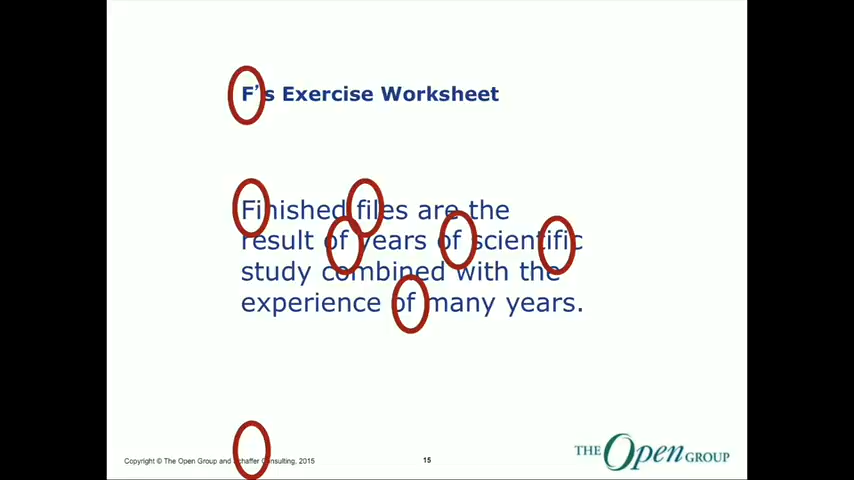 F's Exercise Worksheet
Finished files are the
result of years of scientific
study combined with the
experience of many years.
Copyright © The Open Group and Schaffer Consulting, 2015
15
THE Open GROUP